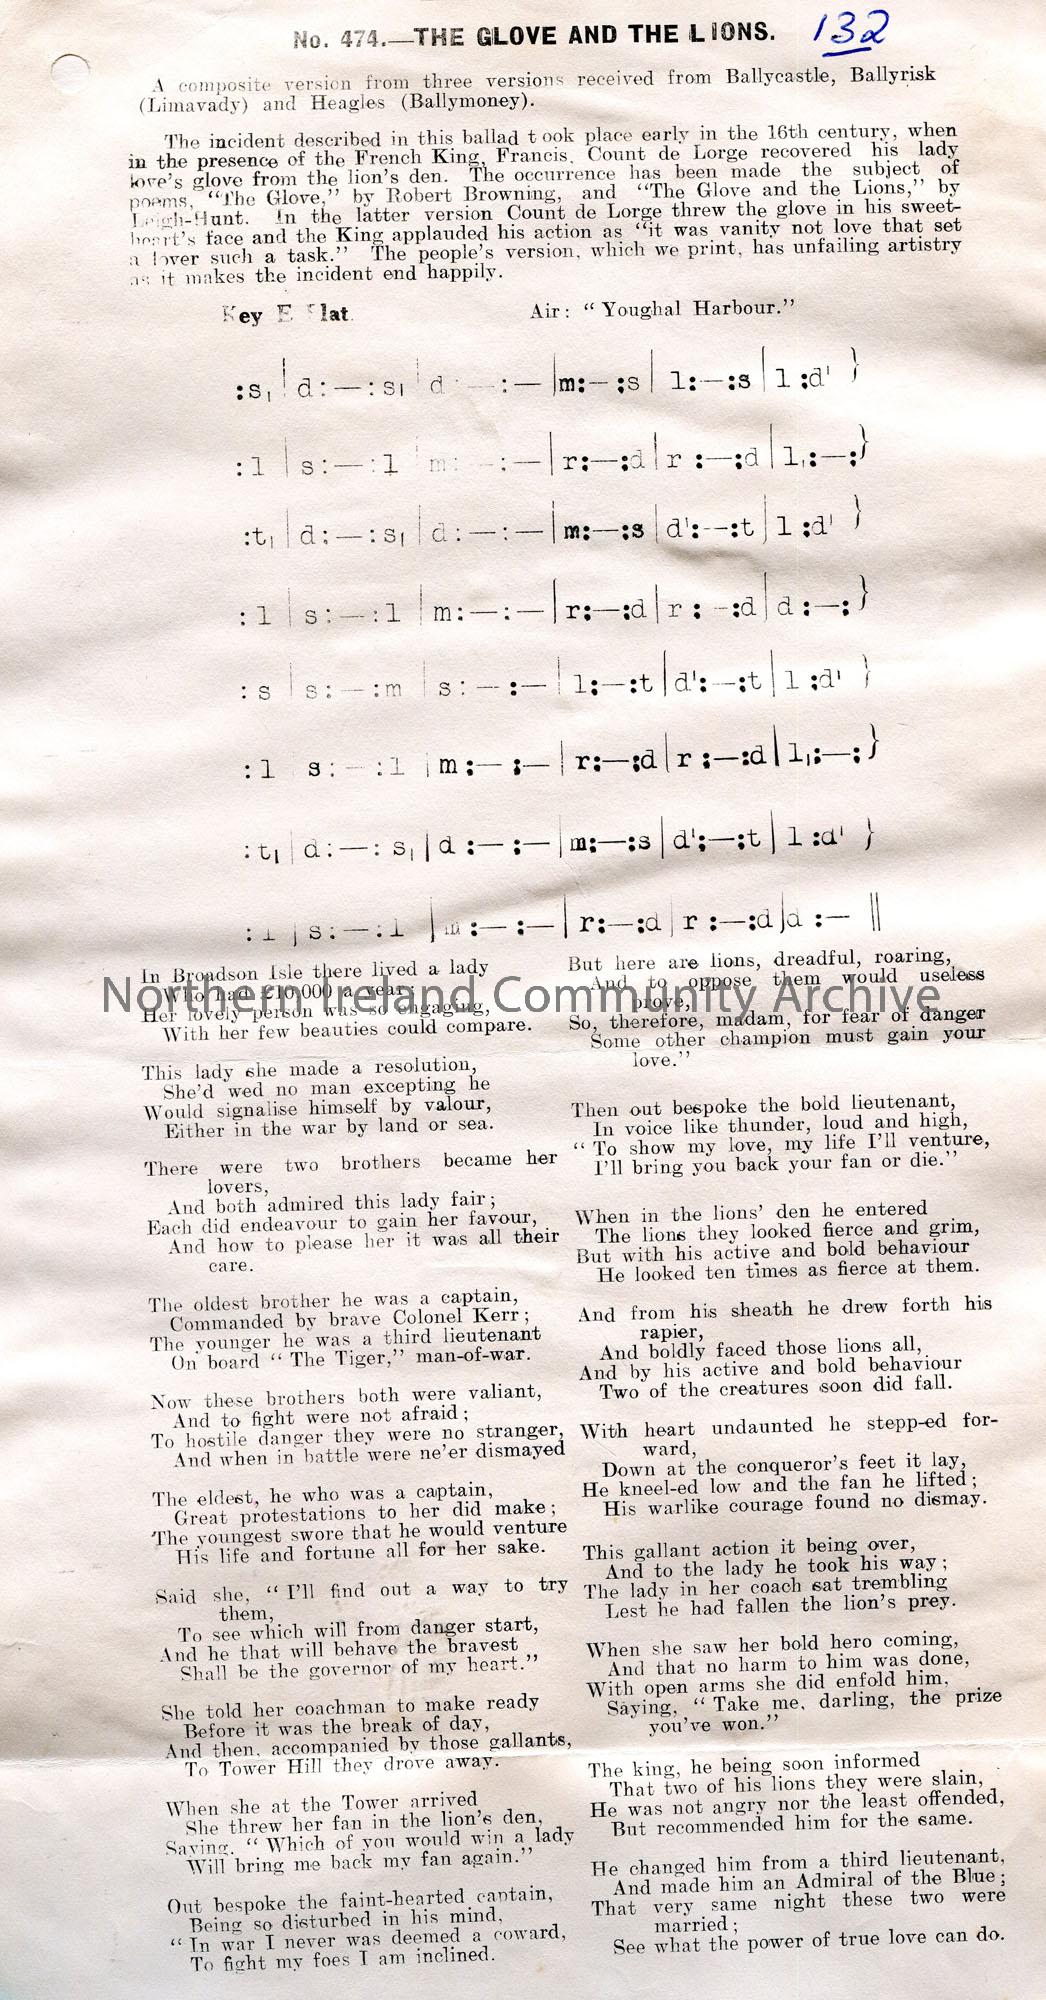 No. 474.—THE GLOVE AND THE LIONS.
132
A composite version from three versions received from Ballycastle, Ballyrisk
(Limavady) and Heagles (Ballymoney).
The incident described in this ballad took place early in the 16th century, when
in the presence of the French King, Francis, Count de Lorge recovered his lady
love's glove from the lion's den. The occurrence has been made the subject of
poems, "The Glove," by Robert Browning, and "The Glove and the Lions," by
Leigh-Hunt. In the latter version Count de Lorge threw the glove in his sweet-
heart's face and the King applauded his action as "it was vanity not love that set
a lover such a task." The people's version, which we print, has unfailing artistry
as it makes the incident end happily.
Key E Flat.
Air: "Youghal Harbour."
:s₁ | d:—:s₁ | d:—:— | m:—:s | l:—:s | l:d' }
:l | s:—:l | m:—:— | r:—:d | r:—:d | l₁:—: }
:t₁ | d:—:s₁ | d:—:— | m:—:s | d':—:t | l:d' }
:l | s:—:l | m:—:— | r:—:d | r:—:d | d:—: }
:s | s:—:m | s:—:— | l:—:t | d':—:t | l:d' }
:l s:—:l | m:—:— | r:—:d | r:—:d | l₁:—: }
:t₁ | d:—:s₁ | d:—:— | m:—:s | d':—:t | l:d' }
:l | s:—:l | m:—:— | r:—:d | r:—:d | d:— ||
In Broadson Isle there lived a lady
Who had £10,000 a year;
Her lovely person was so engaging,
With her few beauties could compare.
This lady she made a resolution,
She'd wed no man excepting he
Would signalise himself by valour,
Either in the war by land or sea.
There were two brothers became her
lovers,
And both admired this lady fair;
Each did endeavour to gain her favour,
And how to please her it was all their
care.
The oldest brother he was a captain,
Commanded by brave Colonel Kerr;
The younger he was a third lieutenant
On board "The Tiger," man-of-war.
Now these brothers both were valiant,
And to fight were not afraid;
To hostile danger they were no stranger,
And when in battle were ne'er dismayed
The eldest, he who was a captain,
Great protestations to her did make;
The youngest swore that he would venture
His life and fortune all for her sake.
Said she, "I'll find out a way to try
them,
To see which will from danger start,
And he that will behave the bravest
Shall be the governor of my heart."
She told her coachman to make ready
Before it was the break of day,
And then, accompanied by those gallants,
To Tower Hill they drove away.
When she at the Tower arrived
She threw her fan in the lion's den,
Saying, "Which of you would win a lady
Will bring me back my fan again."
Out bespoke the faint-hearted captain,
Being so disturbed in his mind,
"In war I never was deemed a coward,
To fight my foes I am inclined.
But here are lions, dreadful, roaring,
And to oppose them would useless
prove,
So, therefore, madam, for fear of danger
Some other champion must gain your
love."
Then out bespoke the bold lieutenant,
In voice like thunder, loud and high,
"To show my love, my life I'll venture,
I'll bring you back your fan or die."
When in the lions' den he entered
The lions they looked fierce and grim,
But with his active and bold behaviour
He looked ten times as fierce at them.
And from his sheath he drew forth his
rapier,
And boldly faced those lions all,
And by his active and bold behaviour
Two of the creatures soon did fall.
With heart undaunted he stepp-ed for-
ward,
Down at the conqueror's feet it lay,
He kneel-ed low and the fan he lifted;
His warlike courage found no dismay.
This gallant action it being over,
And to the lady he took his way;
The lady in her coach sat trembling
Lest he had fallen the lion's prey.
When she saw her bold hero coming,
And that no harm to him was done,
With open arms she did enfold him,
Saying, "Take me, darling, the prize
you've won."
The king, he being soon informed
That two of his lions they were slain,
He was not angry nor the least offended,
But recommended him for the same.
He changed him from a third lieutenant,
And made him an Admiral of the Blue;
That very same night these two were
married;
See what the power of true love can do.
Northern Ireland Community Archive